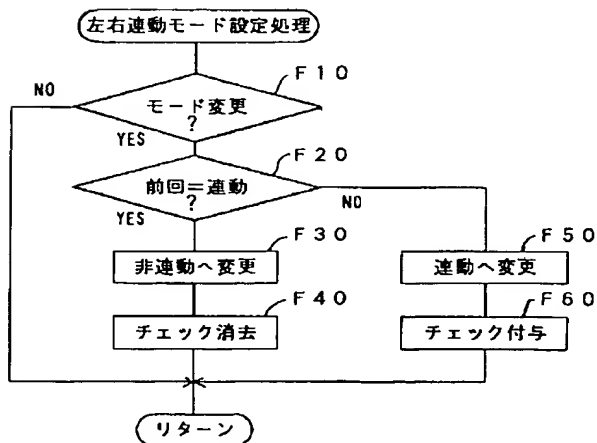 左右連動モード設定処理
F10
NO
モード変更
?
YES
F20
前回=連動
?
YES
NO
F30
非連動へ変更
F50
連動へ変更
F40
チェック消去
F60
チェック付与
リターン